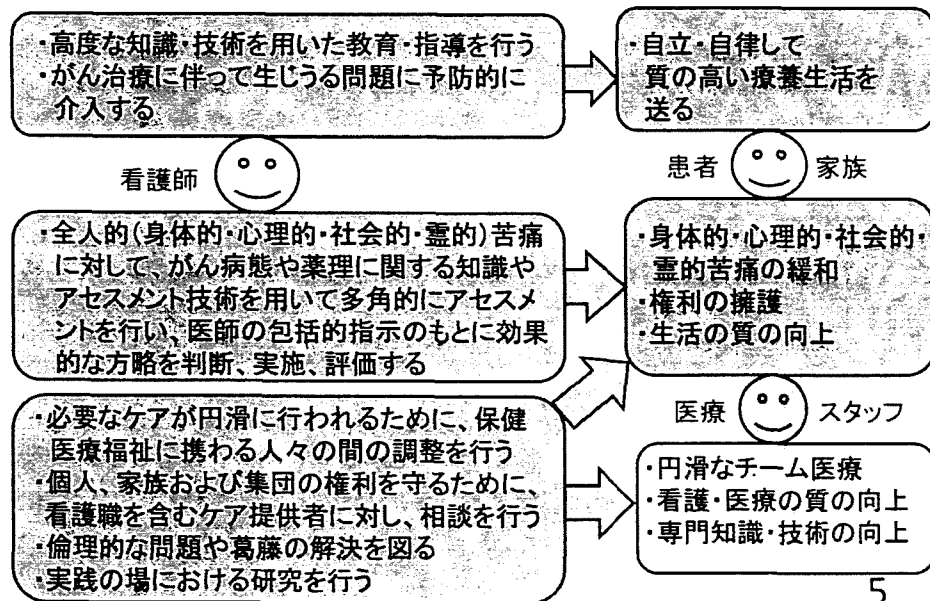 ・高度な知識・技術を用いた教育・指導を行う
・がん治療に伴って生じうる問題に予防的に
介入する
・自立・自律して
質の高い療養生活を
送る
看護師
患者
家族
・全人的(身体的・心理的・社会的・霊的)苦痛
に対して、がん病態や薬理に関する知識や
アセスメント技術を用いて多角的にアセスメ
ントを行い、医師の包括的指示のもとに効果
的な方略を判断、実施、評価する
・身体的・心理的・社会的・
霊的苦痛の緩和
・権利の擁護
・生活の質の向上
医療
スタッフ
・必要なケアが円滑に行われるために、保健
医療福祉に携わる人々の間の調整を行う
・個人、家族および集団の権利を守るために、
看護職を含むケア提供者に対し、相談を行う
・倫理的な問題や葛藤の解決を図る
・実践の場における研究を行う
・円滑なチーム医療
・看護・医療の質の向上
・専門知識・技術の向上
5